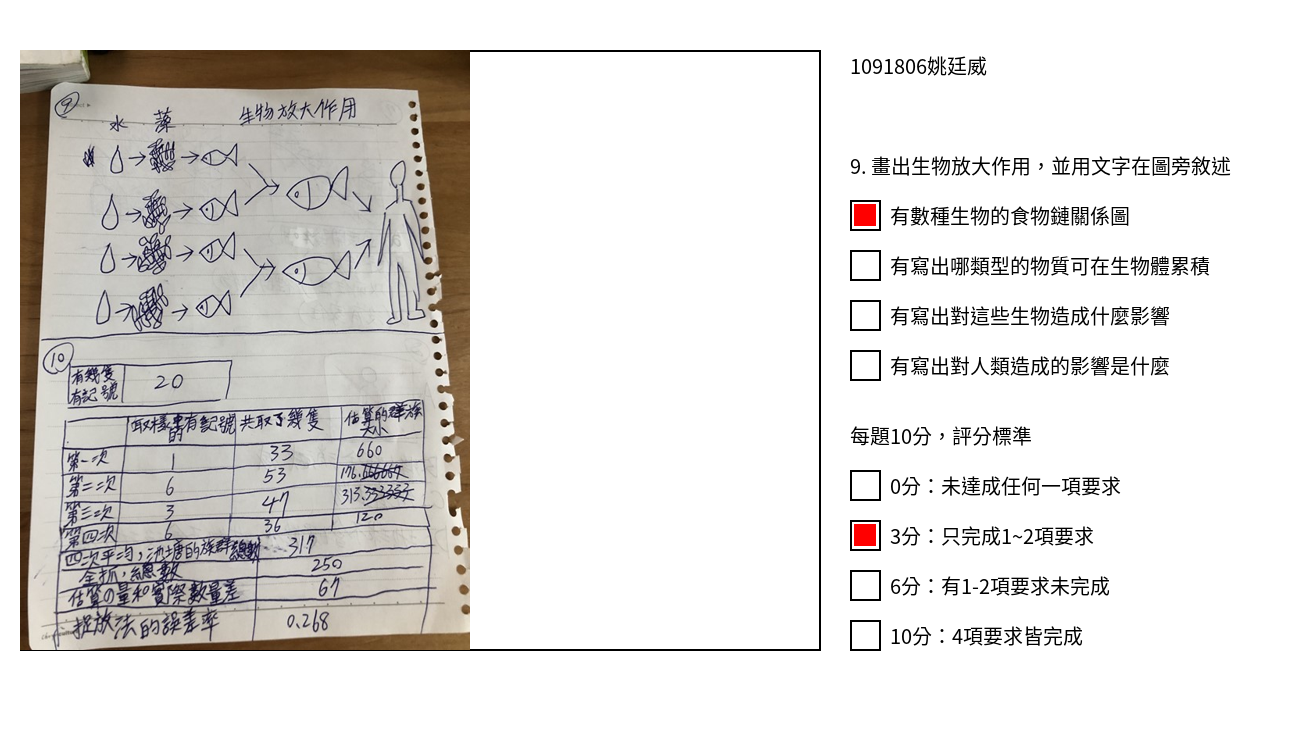 9
生物放大作用
水 藻
10
有幾隻有記號 20
取樣中有記號的 共取了幾隻 估算的群族大小
第一次 1 33 660
第二次 6 53 176.
第三次 3 47 313.
第四次 6 36 120
四次平均,池塘的族群總數 317
全抓,總數 250
估算の量和實際數量差 67
捉放法的誤差率 0.268
1091806姚廷威
9. 畫出生物放大作用，並用文字在圖旁敘述
有數種生物的食物鏈關係圖
有寫出哪類型的物質可在生物體累積
有寫出對這些生物造成什麼影響
有寫出對人類造成的影響是什麼
每題10分，評分標準
0分：未達成任何一項要求
3分：只完成1~2項要求
6分：有1-2項要求未完成
10分：4項要求皆完成